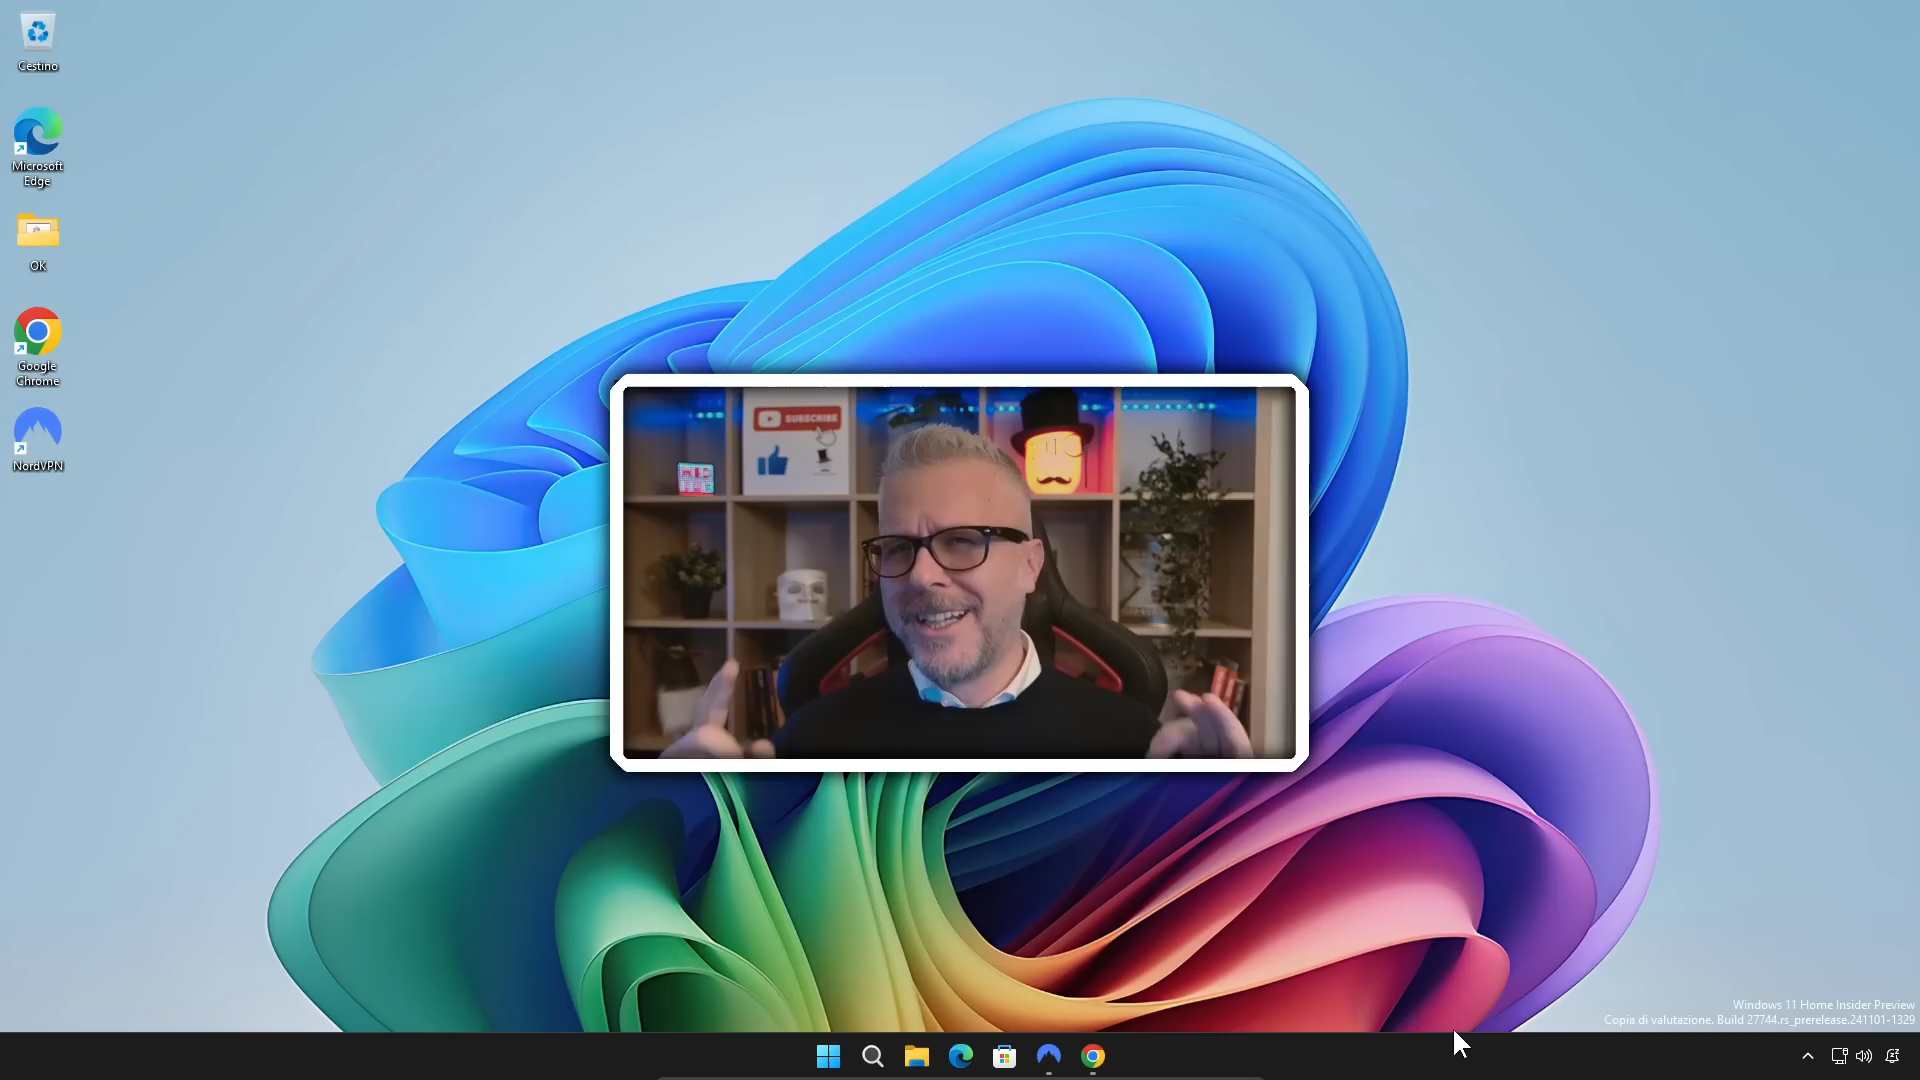 Cestino
Microsoft
Edge
OK
Google
Chrome
NordVPN
SUBSCRIBE
Windows 11 Home Insider Preview
Copia di valutazione. Build 27744.rs_prerelease.241101-1329